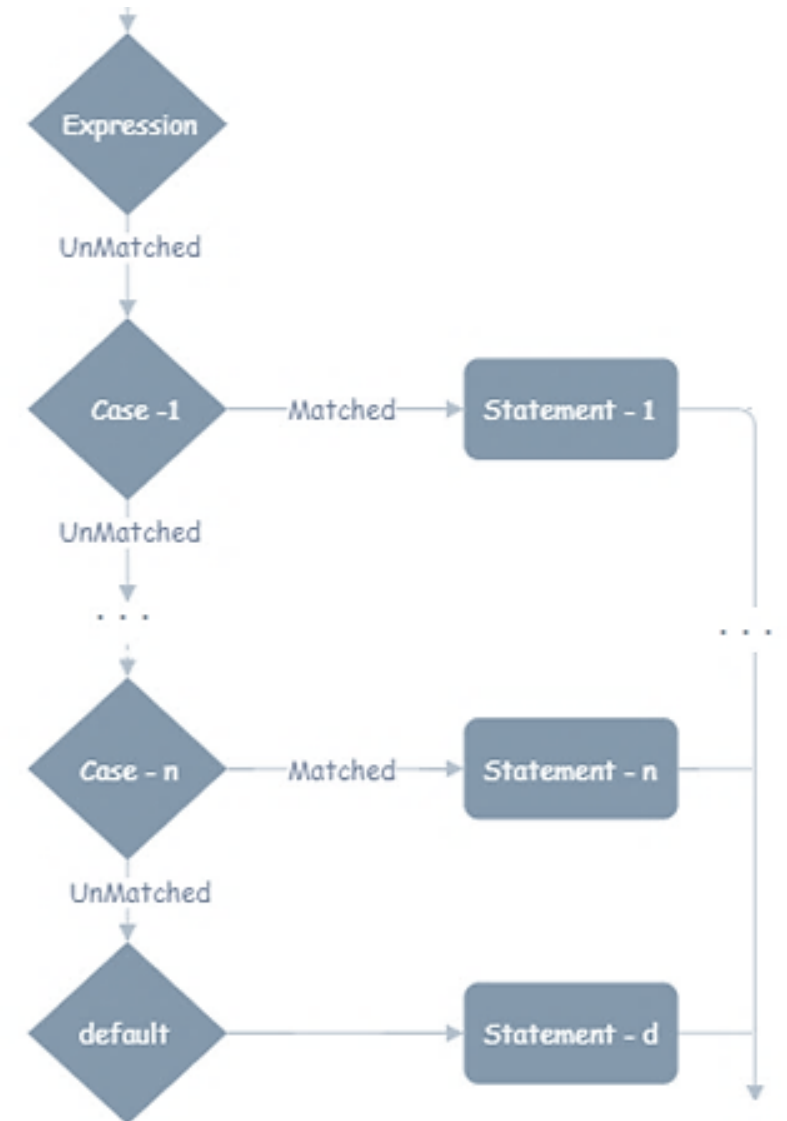 Expression
UnMatched
Case -1
Matched
Statement - 1
UnMatched
. . .
. . .
Case - n
Matched
Statement - n
UnMatched
default
Statement - d